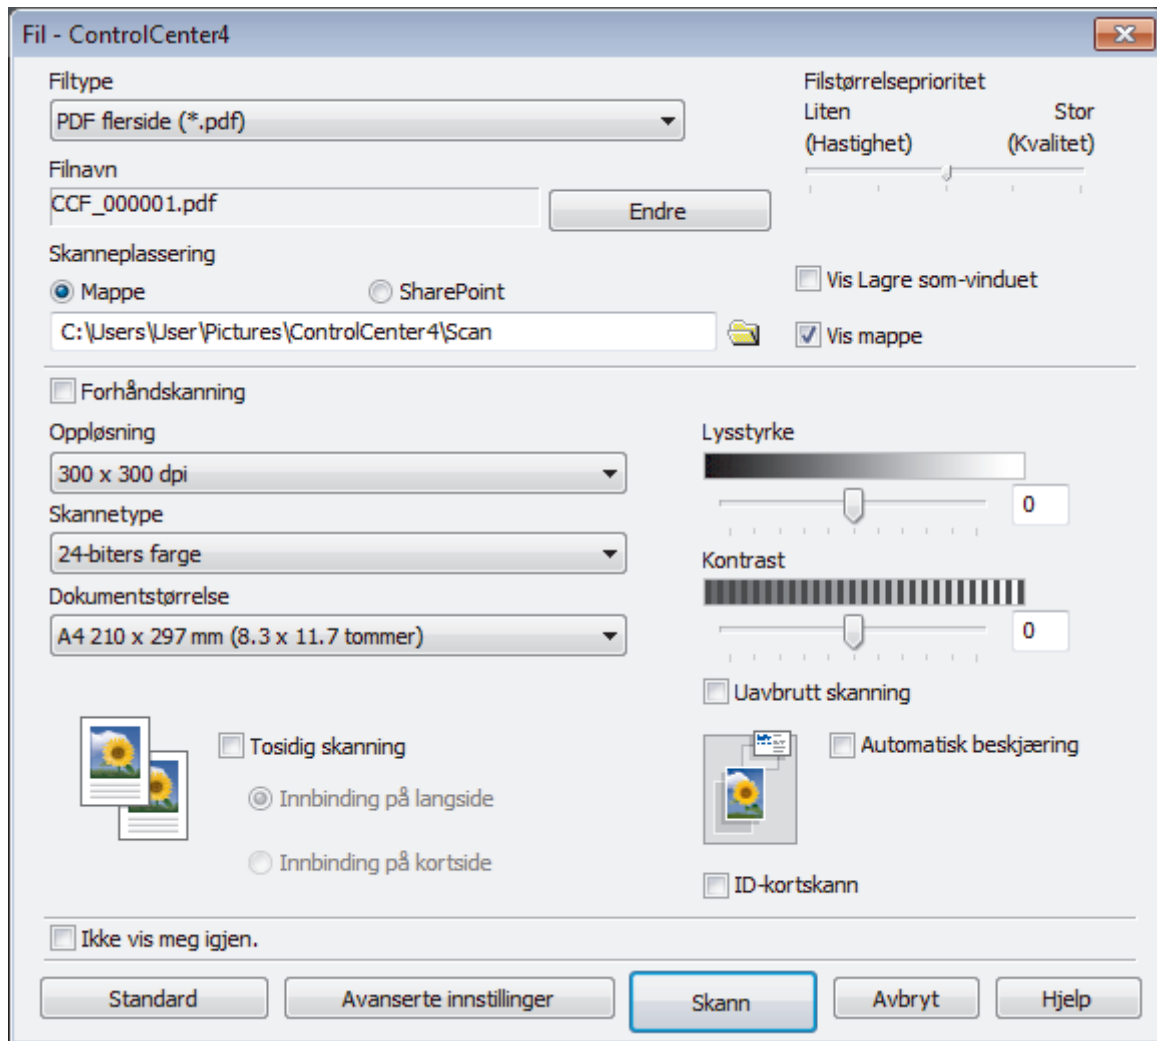 Fil - ControlCenter4
Filtype
PDF flerside (*.pdf)
Filstørrelseprioritet
Liten Stor
(Hastighet) (Kvalitet)
Filnavn
CCF_000001.pdf
Endre
Skanneplassering
Mappe SharePoint
C:\Users\User\Pictures\ControlCenter4\Scan
Vis Lagre som-vinduet
Vis mappe
Forhåndskanning
Oppløsning
300 x 300 dpi
Skannetype
24-biters farge
Dokumentstørrelse
A4 210 x 297 mm (8.3 x 11.7 tommer)
Lysstyrke
0
Kontrast
0
Uavbrutt skanning
Tosidig skanning
Innbinding på langside
Innbinding på kortside
Automatisk beskjæring
ID-kortskann
Ikke vis meg igjen.
Standard Avanserte innstillinger Skann Avbryt Hjelp